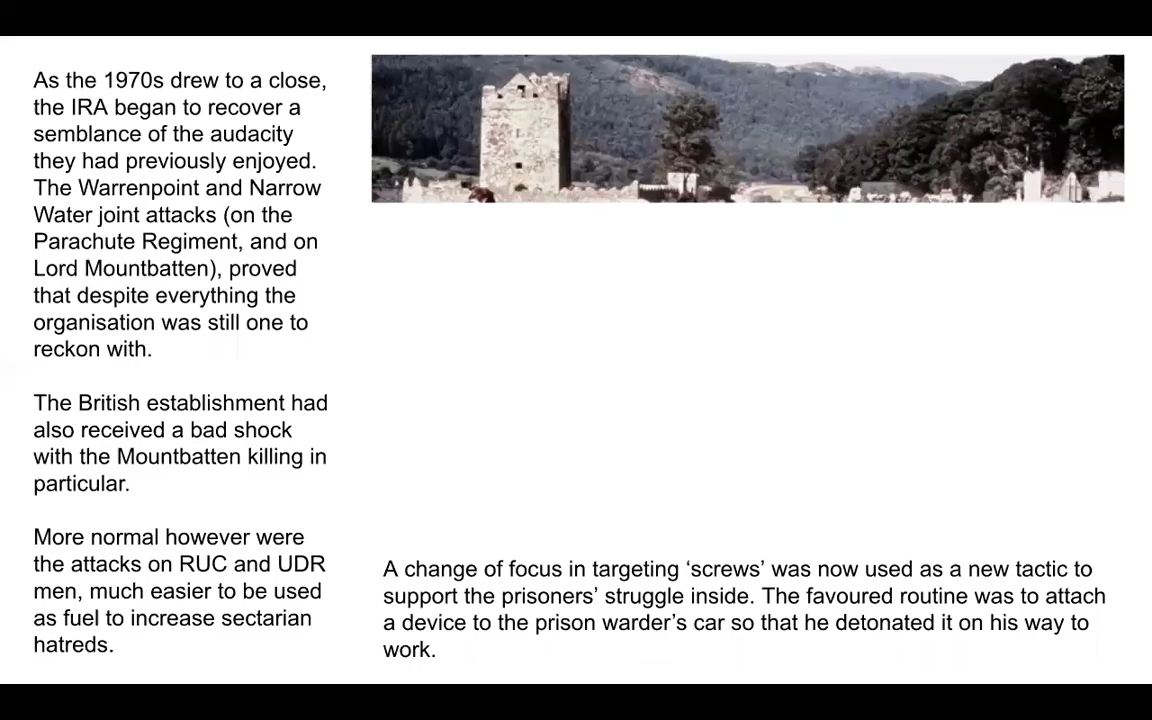 As the 1970s drew to a close,
the IRA began to recover a
semblance of the audacity
they had previously enjoyed.
The Warrenpoint and Narrow
Water joint attacks (on the
Parachute Regiment, and on
Lord Mountbatten), proved
that despite everything the
organisation was still one to
reckon with.
The British establishment had
also received a bad shock
with the Mountbatten killing in
particular.
More normal however were
the attacks on RUC and UDR
men, much easier to be used
as fuel to increase sectarian
hatreds.
A change of focus in targeting ‘screws’ was now used as a new tactic to
support the prisoners’ struggle inside. The favoured routine was to attach
a device to the prison warder’s car so that he detonated it on his way to
work.